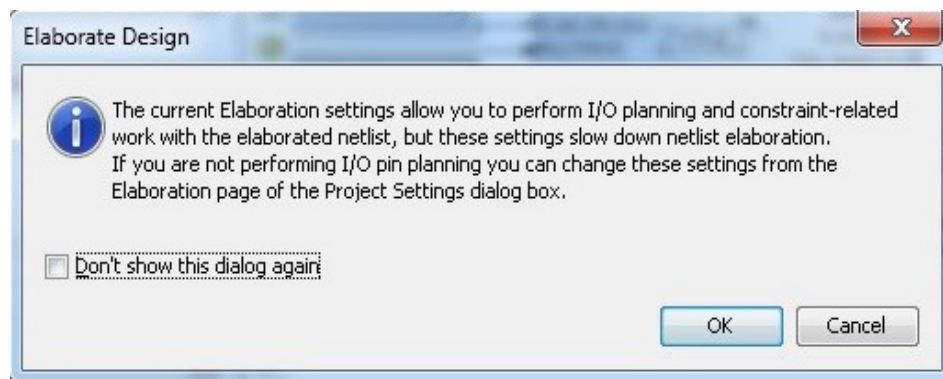 Elaborate Design
The current Elaboration settings allow you to perform I/O planning and constraint-related
work with the elaborated netlist, but these settings slow down netlist elaboration.
If you are not performing I/O pin planning you can change these settings from the
Elaboration page of the Project Settings dialog box.
Don't show this dialog again
OK Cancel